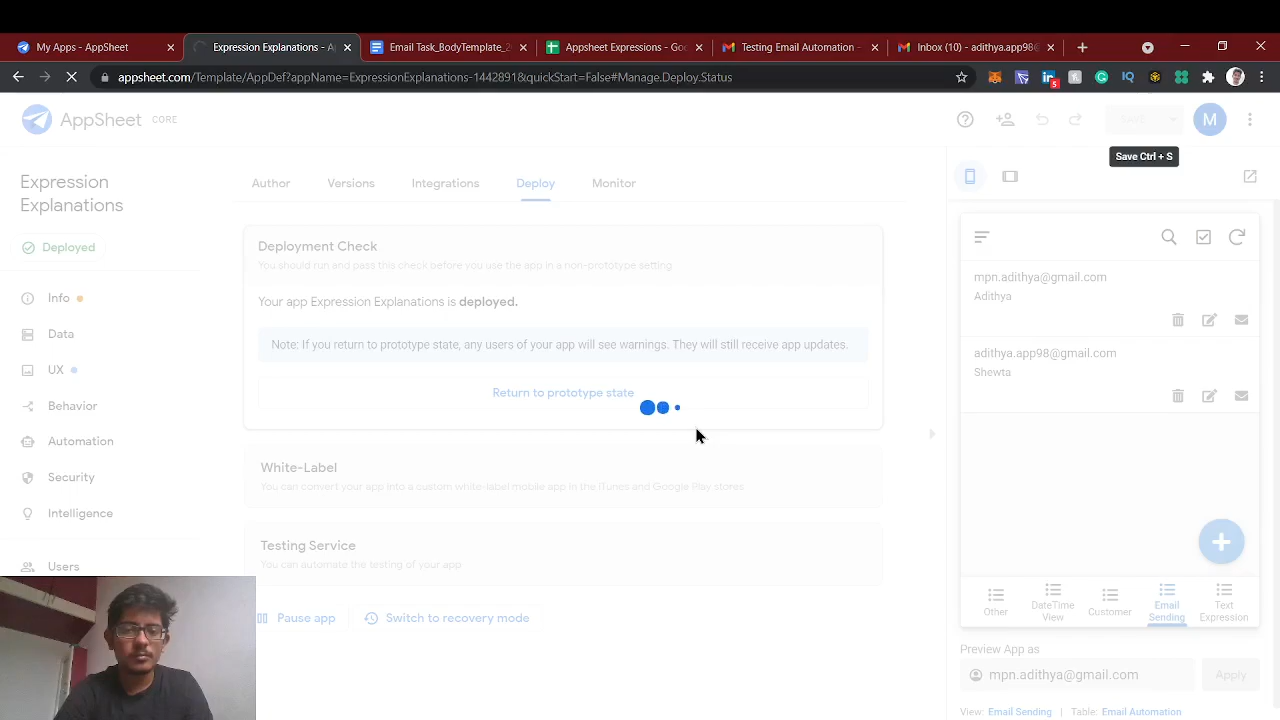 My Apps - AppSheet
Expression Explanations - A
Email Task_BodyTemplate_2
Appsheet Expressions - Go
Testing Email Automation -
Inbox (10) - adithya.app98@
appsheet.com/Template/AppDef?appName=ExpressionExplanations-1442891&quickStart=False#Manage.Deploy.Status
5
AppSheet CORE
SAVE
M
Save Ctrl + S
Expression
Explanations
Deployed
Info
Data
UX
Behavior
Automation
Security
Intelligence
Users
Author Versions Integrations Deploy Monitor
Deployment Check
You should run and pass this check before you use the app in a non-prototype setting
Your app Expression Explanations is deployed.
Note: If you return to prototype state, any users of your app will see warnings. They will still receive app updates.
Return to prototype state
White-Label
You can convert your app into a custom white-label mobile app in the iTunes and Google Play stores
Testing Service
You can automate the testing of your app
Pause app Switch to recovery mode
mpn.adithya@gmail.com
Adithya
adithya.app98@gmail.com
Shewta
Other
DateTime
View
Customer
Email
Sending
Text
Expression
Preview App as
mpn.adithya@gmail.com Apply
View: Email Sending | Table: Email Automation